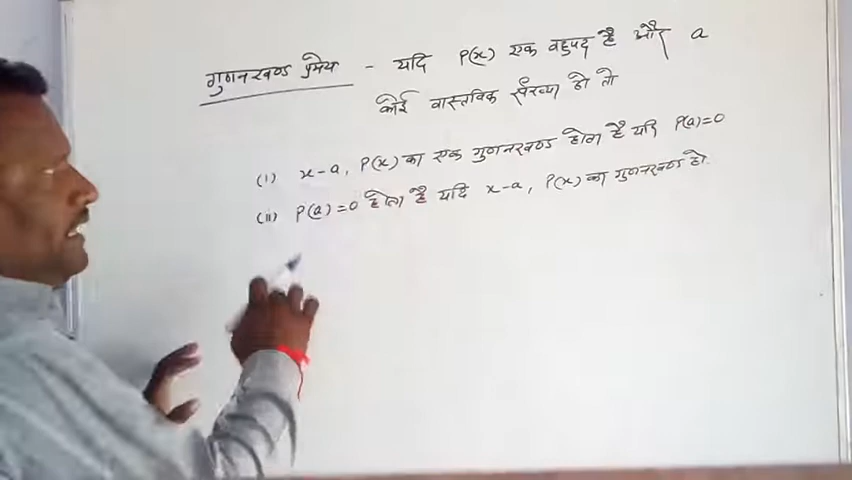 गुणनखण्ड प्रमेय - यदि P(x) एक बहुपद है और a
कोई वास्तविक संख्या हो तो
(i) x-a, P(x) का एक गुणनखण्ड होता है यदि P(a)=0
(ii) P(a)=0 होता है यदि x-a, P(x) का गुणनखण्ड हो.